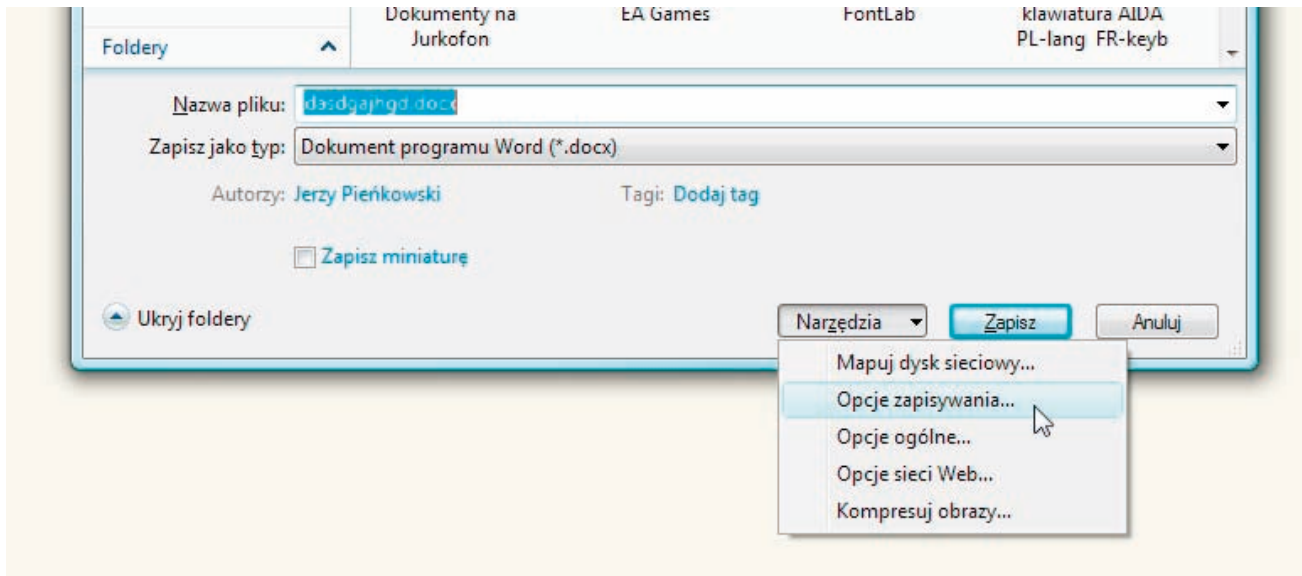 Dokumenty na
Jurkofon
EA Games
FontLab
klawiatura AIDA
PL-lang FR-keyb
Foldery
Nazwa pliku: dasdgajhgd.docx
Zapisz jako typ: Dokument programu Word (*.docx)
Autorzy: Jerzy Pieńkowski Tagi: Dodaj tag
Zapisz miniaturę
Ukryj foldery Narzędzia Zapisz Anuluj
Mapuj dysk sieciowy...
Opcje zapisywania...
Opcje ogólne...
Opcje sieci Web...
Kompresuj obrazy...